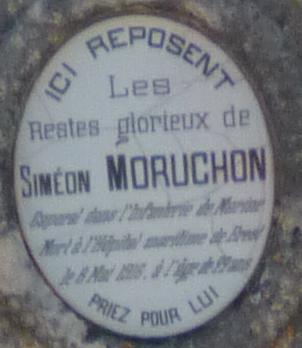 ICI REPOSENT
Les
Restes glorieux de
SIMÉON MORUCHON
Caporal dans l'Infanterie de Marine
Mort à l'Hôpital maritime de Brest
le 8 Mai 1916, à l'âge de ans
PRIEZ POUR LUI